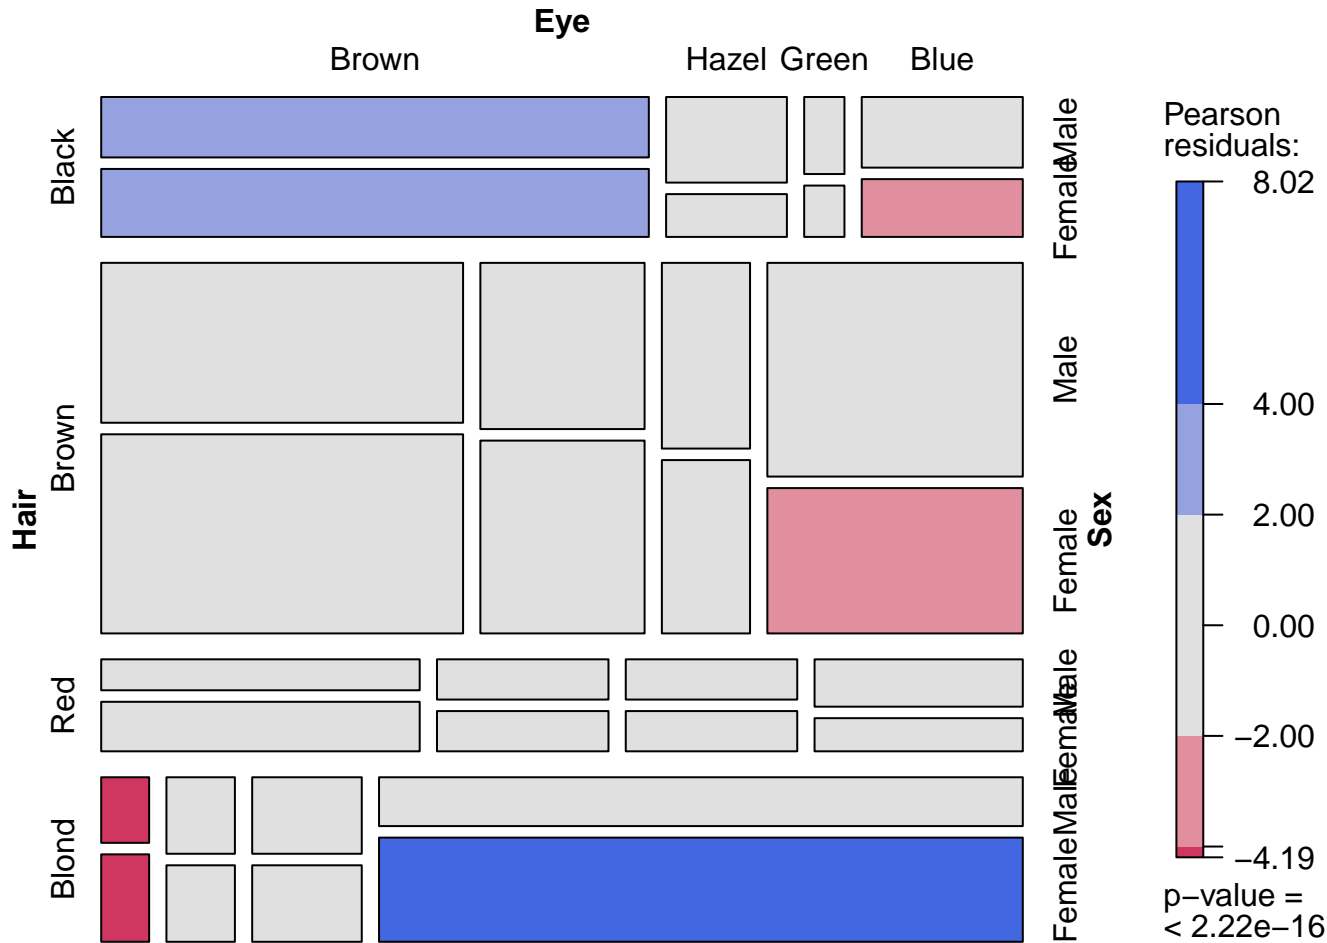 Eye
Brown Hazel Green Blue
Hair
Black
Brown
Red
Blond
Male
Female
Male
Female
Male
Female
Male
Female
Sex
Pearson
residuals:
8.02
4.00
2.00
0.00
−2.00
−4.19
p−value =
< 2.22e−16